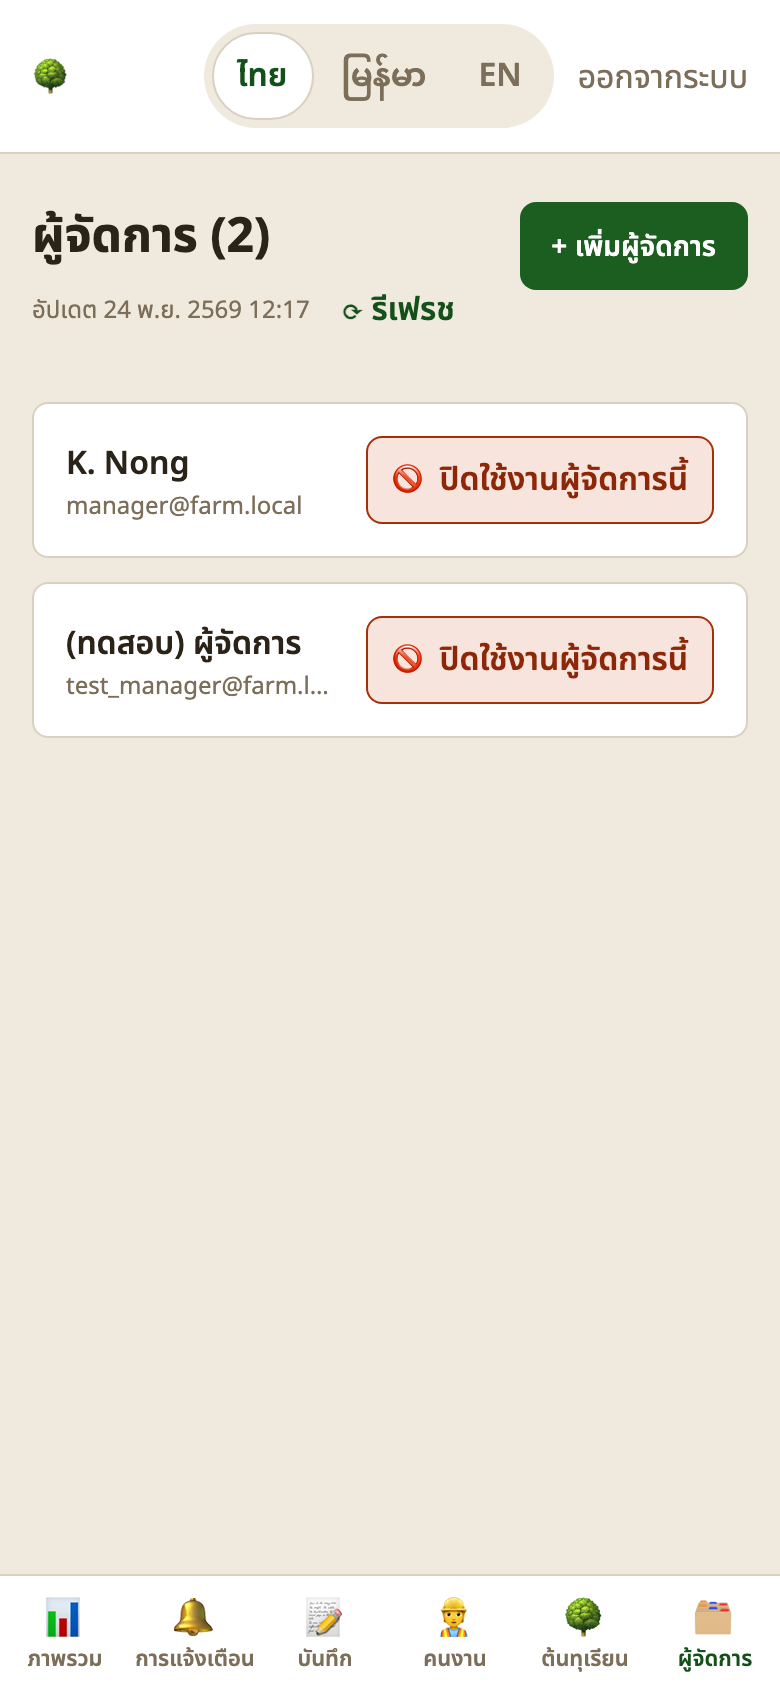 ไทย မြန်မာ EN ออกจากระบบ
ผู้จัดการ (2)
+ เพิ่มผู้จัดการ
อัปเดต 24 พ.ย. 2569 12:17 ⟳ รีเฟรช
K. Nong
manager@farm.local
🚫 ปิดใช้งานผู้จัดการนี้
(ทดสอบ) ผู้จัดการ
test_manager@farm.l...
🚫 ปิดใช้งานผู้จัดการนี้
ภาพรวม การแจ้งเตือน บันทึก คนงาน ต้นทุเรียน ผู้จัดการ